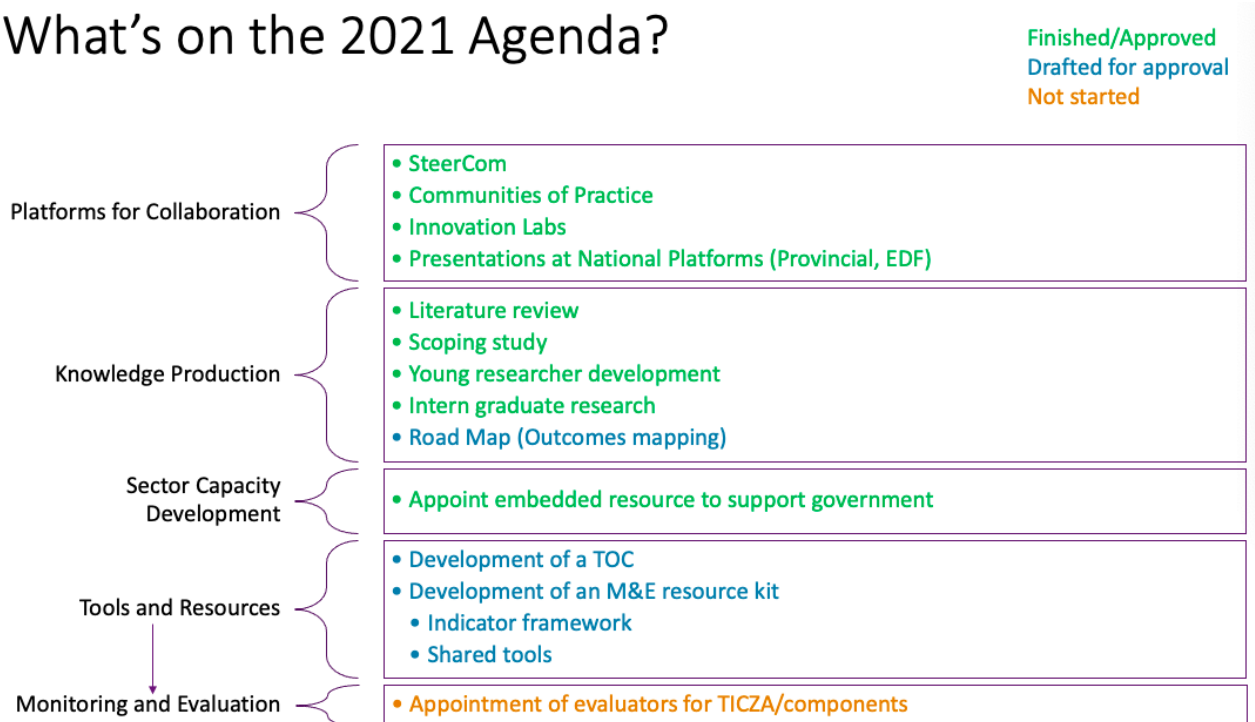 What's on the 2021 Agenda?
Finished/Approved
Drafted for approval
Not started
Platforms for Collaboration
• SteerCom
• Communities of Practice
• Innovation Labs
• Presentations at National Platforms (Provincial, EDF)
Knowledge Production
• Literature review
• Scoping study
• Young researcher development
• Intern graduate research
• Road Map (Outcomes mapping)
Sector Capacity
Development
• Appoint embedded resource to support government
Tools and Resources
• Development of a TOC
• Development of an M&E resource kit
• Indicator framework
• Shared tools
Monitoring and Evaluation
• Appointment of evaluators for TICZA/components